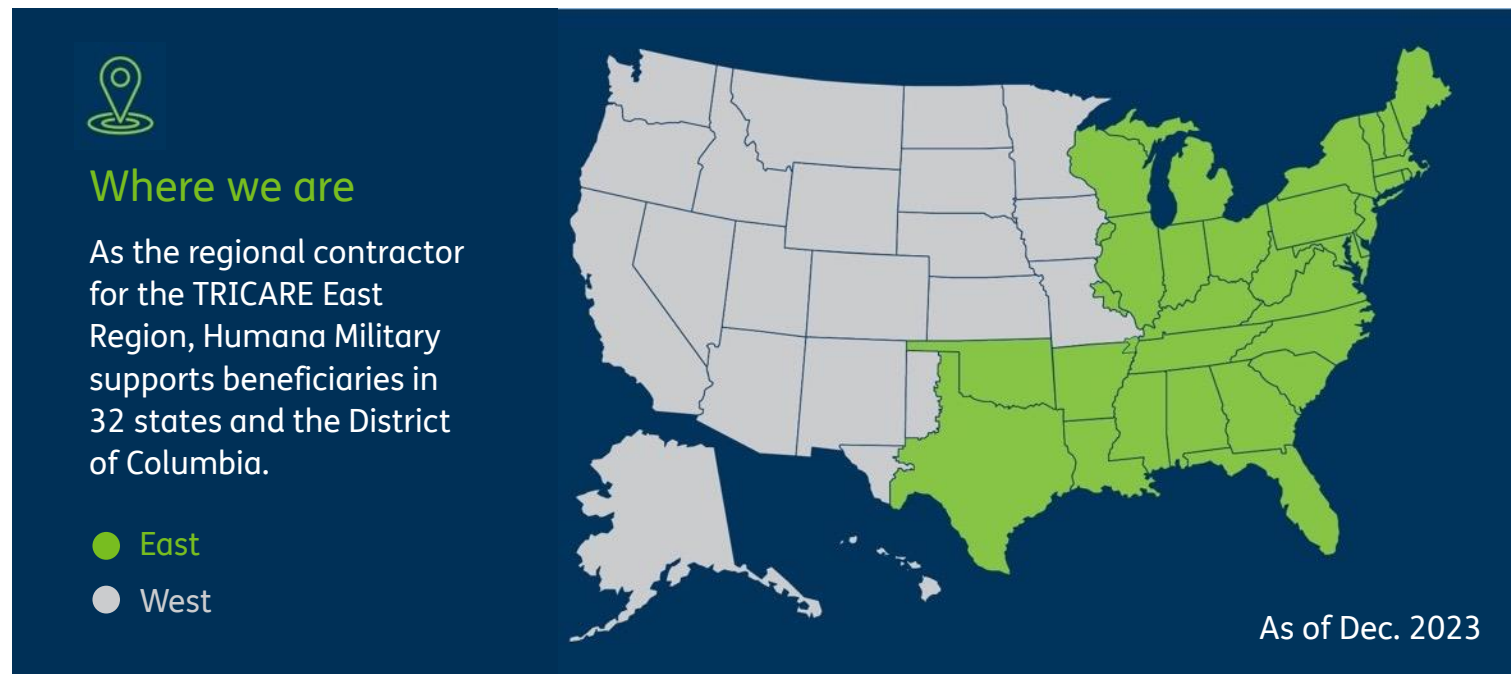 Where we are
As the regional contractor
for the TRICARE East
Region, Humana Military
supports beneficiaries in
32 states and the District
of Columbia.
East
West
As of Dec. 2023